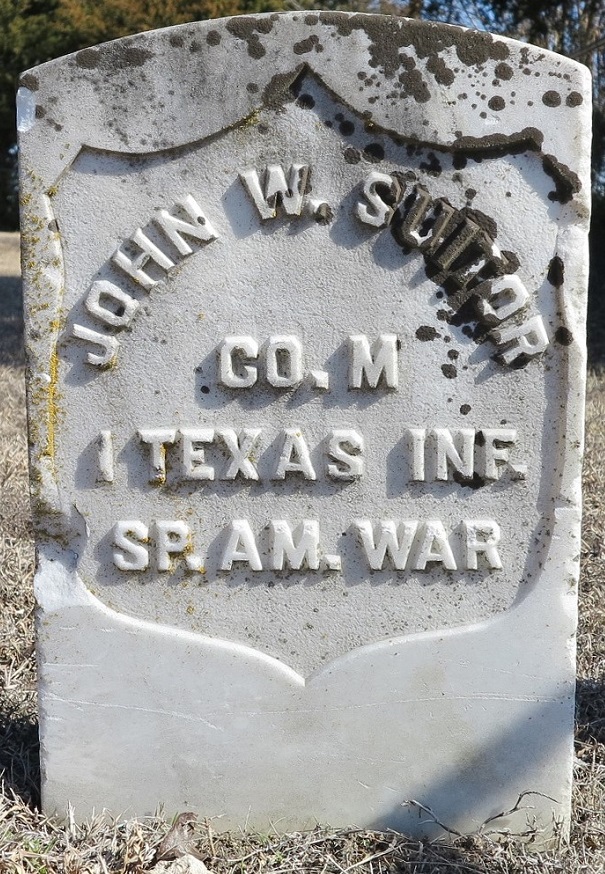 JOHN W. SUITOR
CO. M
1 TEXAS INF.
SP. AM. WAR